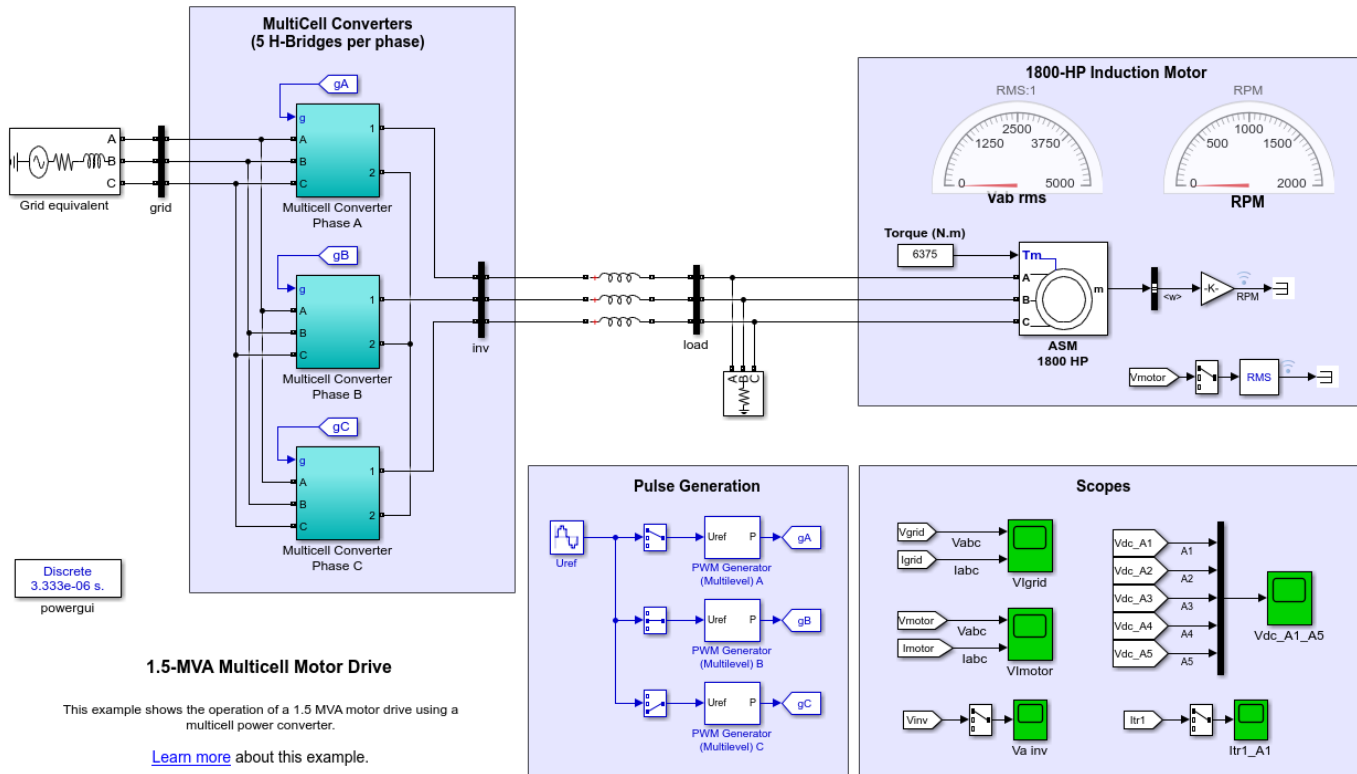 MultiCell Converters
(5 H-Bridges per phase)
gA
g
A
B
C
1
2
Multicell Converter
Phase A
A
B
C
Grid equivalent
grid
gB
g
A
B
C
1
2
Multicell Converter
Phase B
gC
g
A
B
C
1
2
Multicell Converter
Phase C
inv
load
A
B
C
1800-HP Induction Motor
RMS:1
0
1250
2500
3750
5000
Vab rms
RPM
0
500
1000
1500
2000
RPM
Torque (N.m)
6375
Tm
A
B
C
m
ASM
1800 HP
<w>
-K-
RPM
Vmotor
RMS
Discrete
3.333e-06 s.
powergui
1.5-MVA Multicell Motor Drive
This example shows the operation of a 1.5 MVA motor drive using a
multicell power converter.
Learn more about this example.
Pulse Generation
Uref
Uref
P
gA
PWM Generator
(Multilevel) A
Uref
P
gB
PWM Generator
(Multilevel) B
Uref
P
gC
PWM Generator
(Multilevel) C
Scopes
Vgrid
Vabc
Igrid
Iabc
VIgrid
Vmotor
Vabc
Imotor
Iabc
VImotor
Vinv
Va inv
Vdc_A1
A1
Vdc_A2
A2
Vdc_A3
A3
Vdc_A4
A4
Vdc_A5
A5
Vdc_A1_A5
Itr1
Itr1_A1